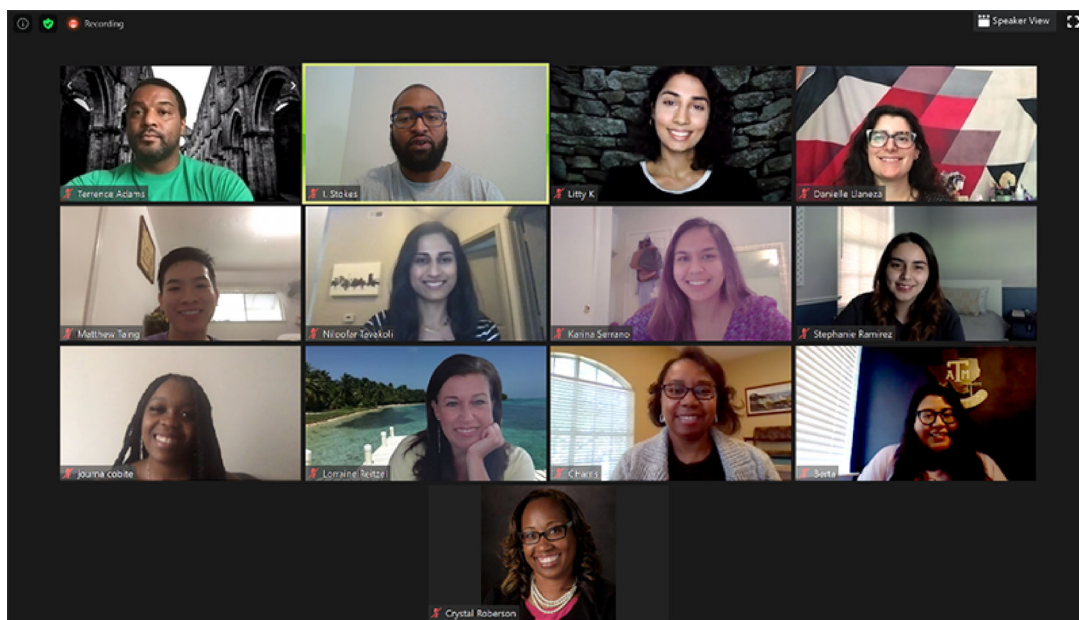 Recording
Speaker View
Terrence Adams
I. Stokes
Litty K
Danielle Llaneza
Matthew Taing
Niloofar Tavakoli
Karina Serrano
Stephanie Ramirez
A T M
journa cobite
Lorraine Reitzel
CHarris
Berta
Crystal Roberson